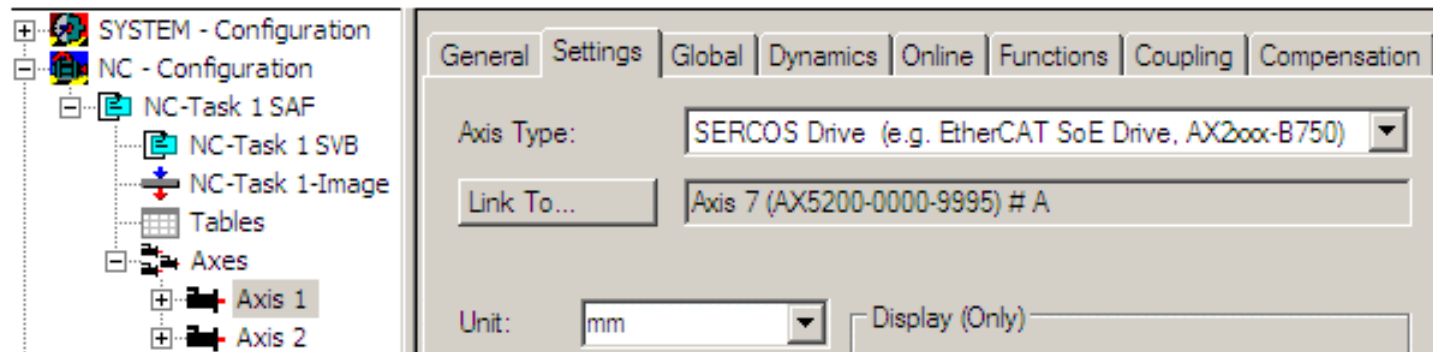 SYSTEM - Configuration
NC - Configuration
NC-Task 1 SAF
NC-Task 1 SVB
NC-Task 1-Image
Tables
Axes
Axis 1
Axis 2
General Settings Global Dynamics Online Functions Coupling Compensation
Axis Type: SERCOS Drive (e.g. EtherCAT SoE Drive, AX2xxx-B750)
Link To... Axis 7 (AX5200-0000-9995) # A
Unit: mm Display (Only)